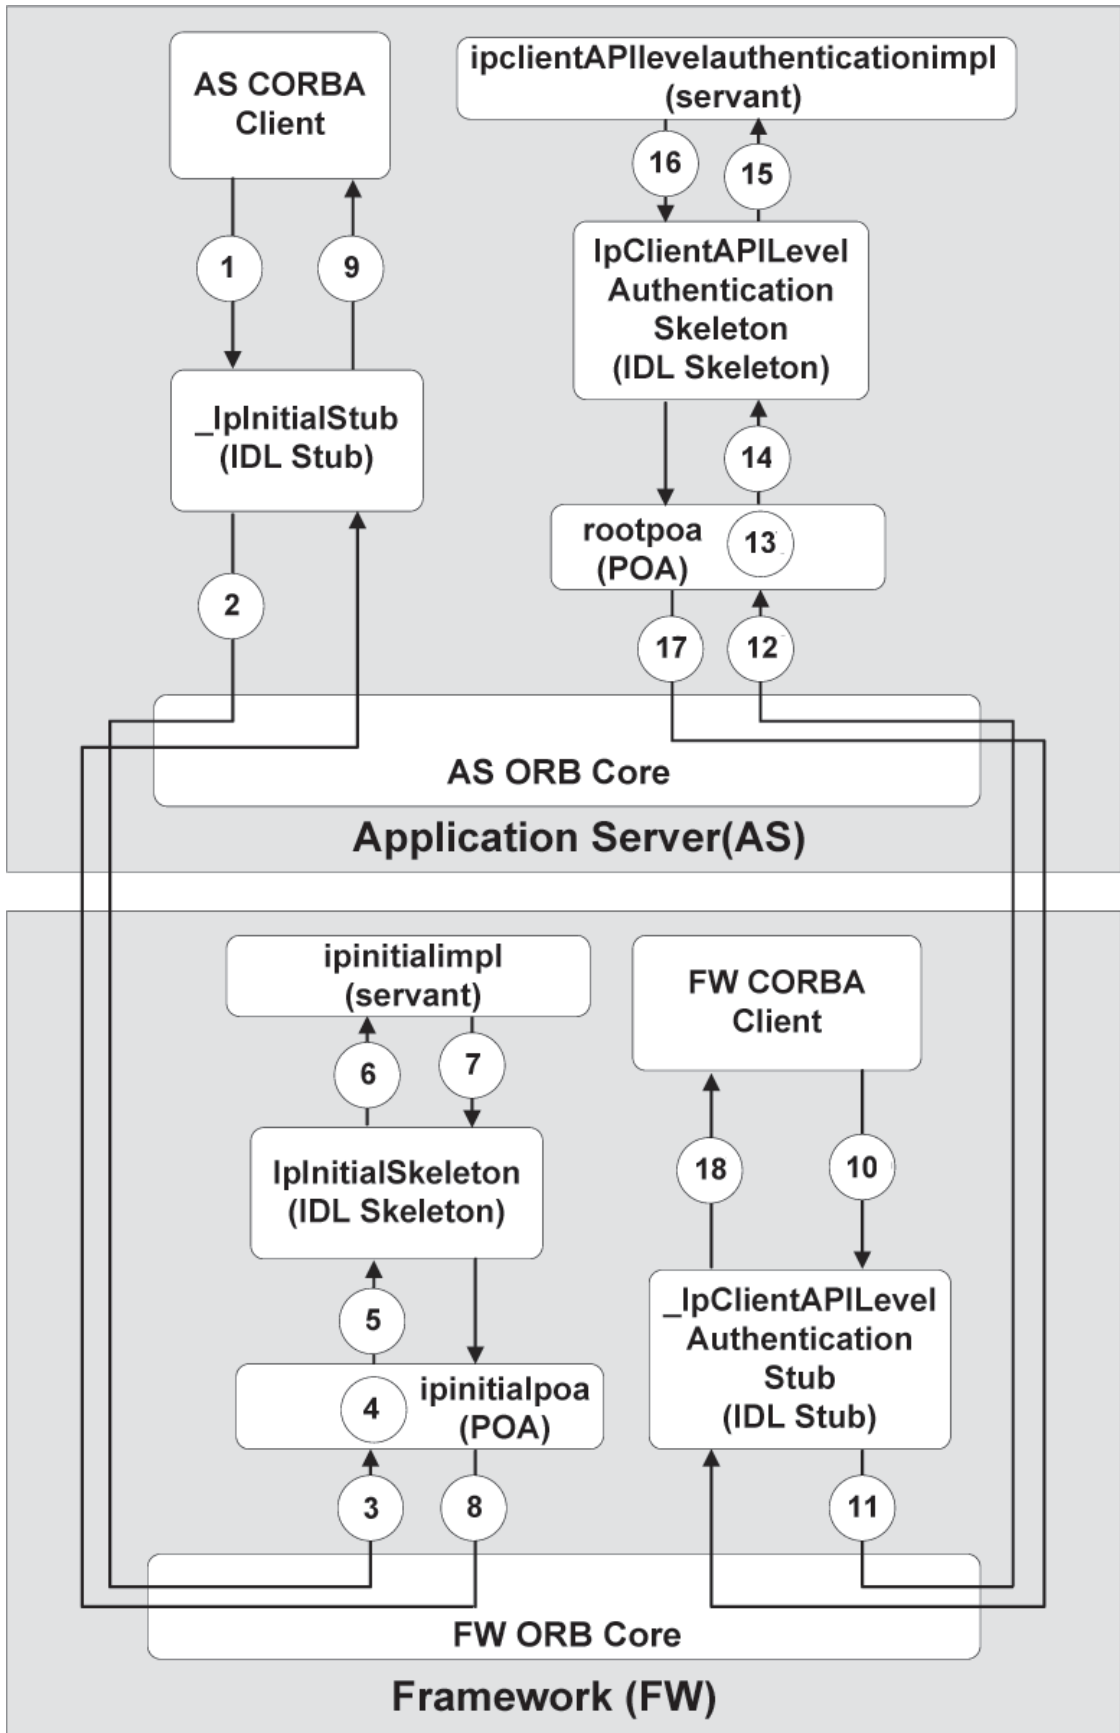 AS CORBA
Client
ipclientAPIlevelauthenticationimpl
(servant)
16
15
1
9
IpClientAPILevel
Authentication
Skeleton
(IDL Skeleton)
_IpInitialStub
(IDL Stub)
14
rootpoa
(POA)
13
2
17
12
AS ORB Core
Application Server(AS)
ipinitialimpl
(servant)
FW CORBA
Client
6
7
18
10
IpInitialSkeleton
(IDL Skeleton)
5
_IpClientAPILevel
Authentication
Stub
(IDL Stub)
4
ipinitialpoa
(POA)
3
8
11
FW ORB Core
Framework (FW)